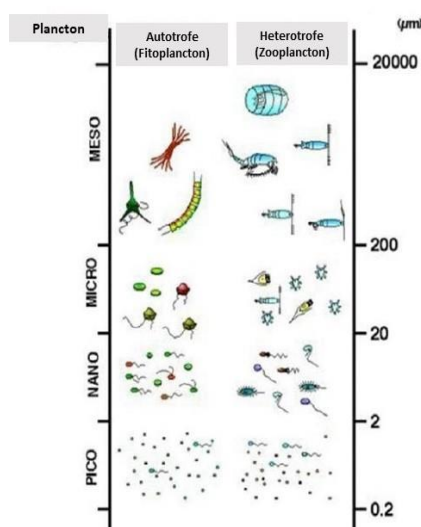 Plancton
Autotrofe
(Fitoplancton)
Heterotrofe
(Zooplancton)
(µm)
20000
MESO
200
MICRO
20
NANO
2
PICO
0.2